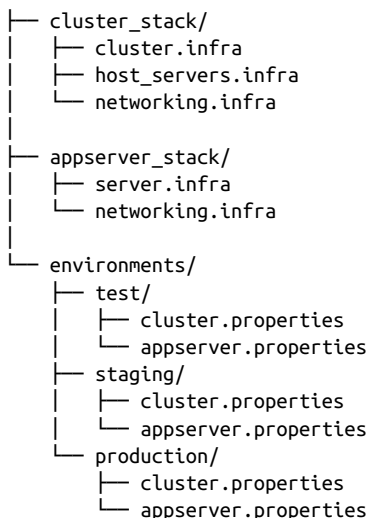 ├── cluster_stack/
│   ├── cluster.infra
│   ├── host_servers.infra
│   └── networking.infra
│
├── appserver_stack/
│   ├── server.infra
│   └── networking.infra
│
└── environments/
    ├── test/
    │   ├── cluster.properties
    │   └── appserver.properties
    ├── staging/
    │   ├── cluster.properties
    │   └── appserver.properties
    └── production/
        ├── cluster.properties
        └── appserver.properties